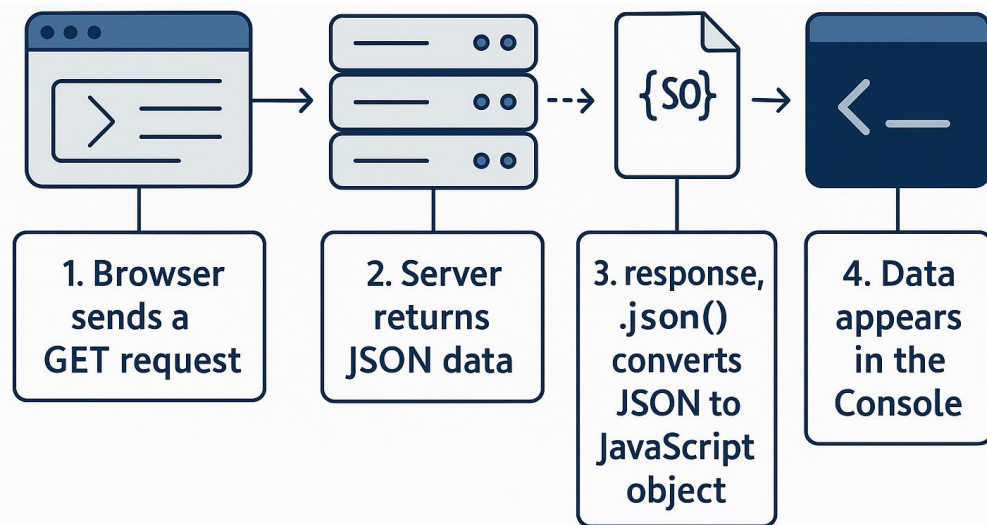 {SO}
1. Browser
sends a
GET request
2. Server
returns
JSON data
3. response,
.json()
converts
JSON to
JavaScript
object
4. Data
appears
in the
Console